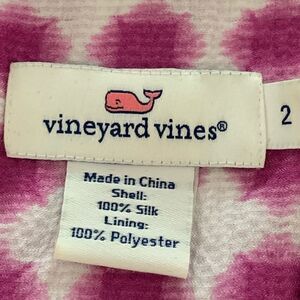 vineyard vines®
2
Made in China
Shell:
100% Silk
Lining:
100% Polyester